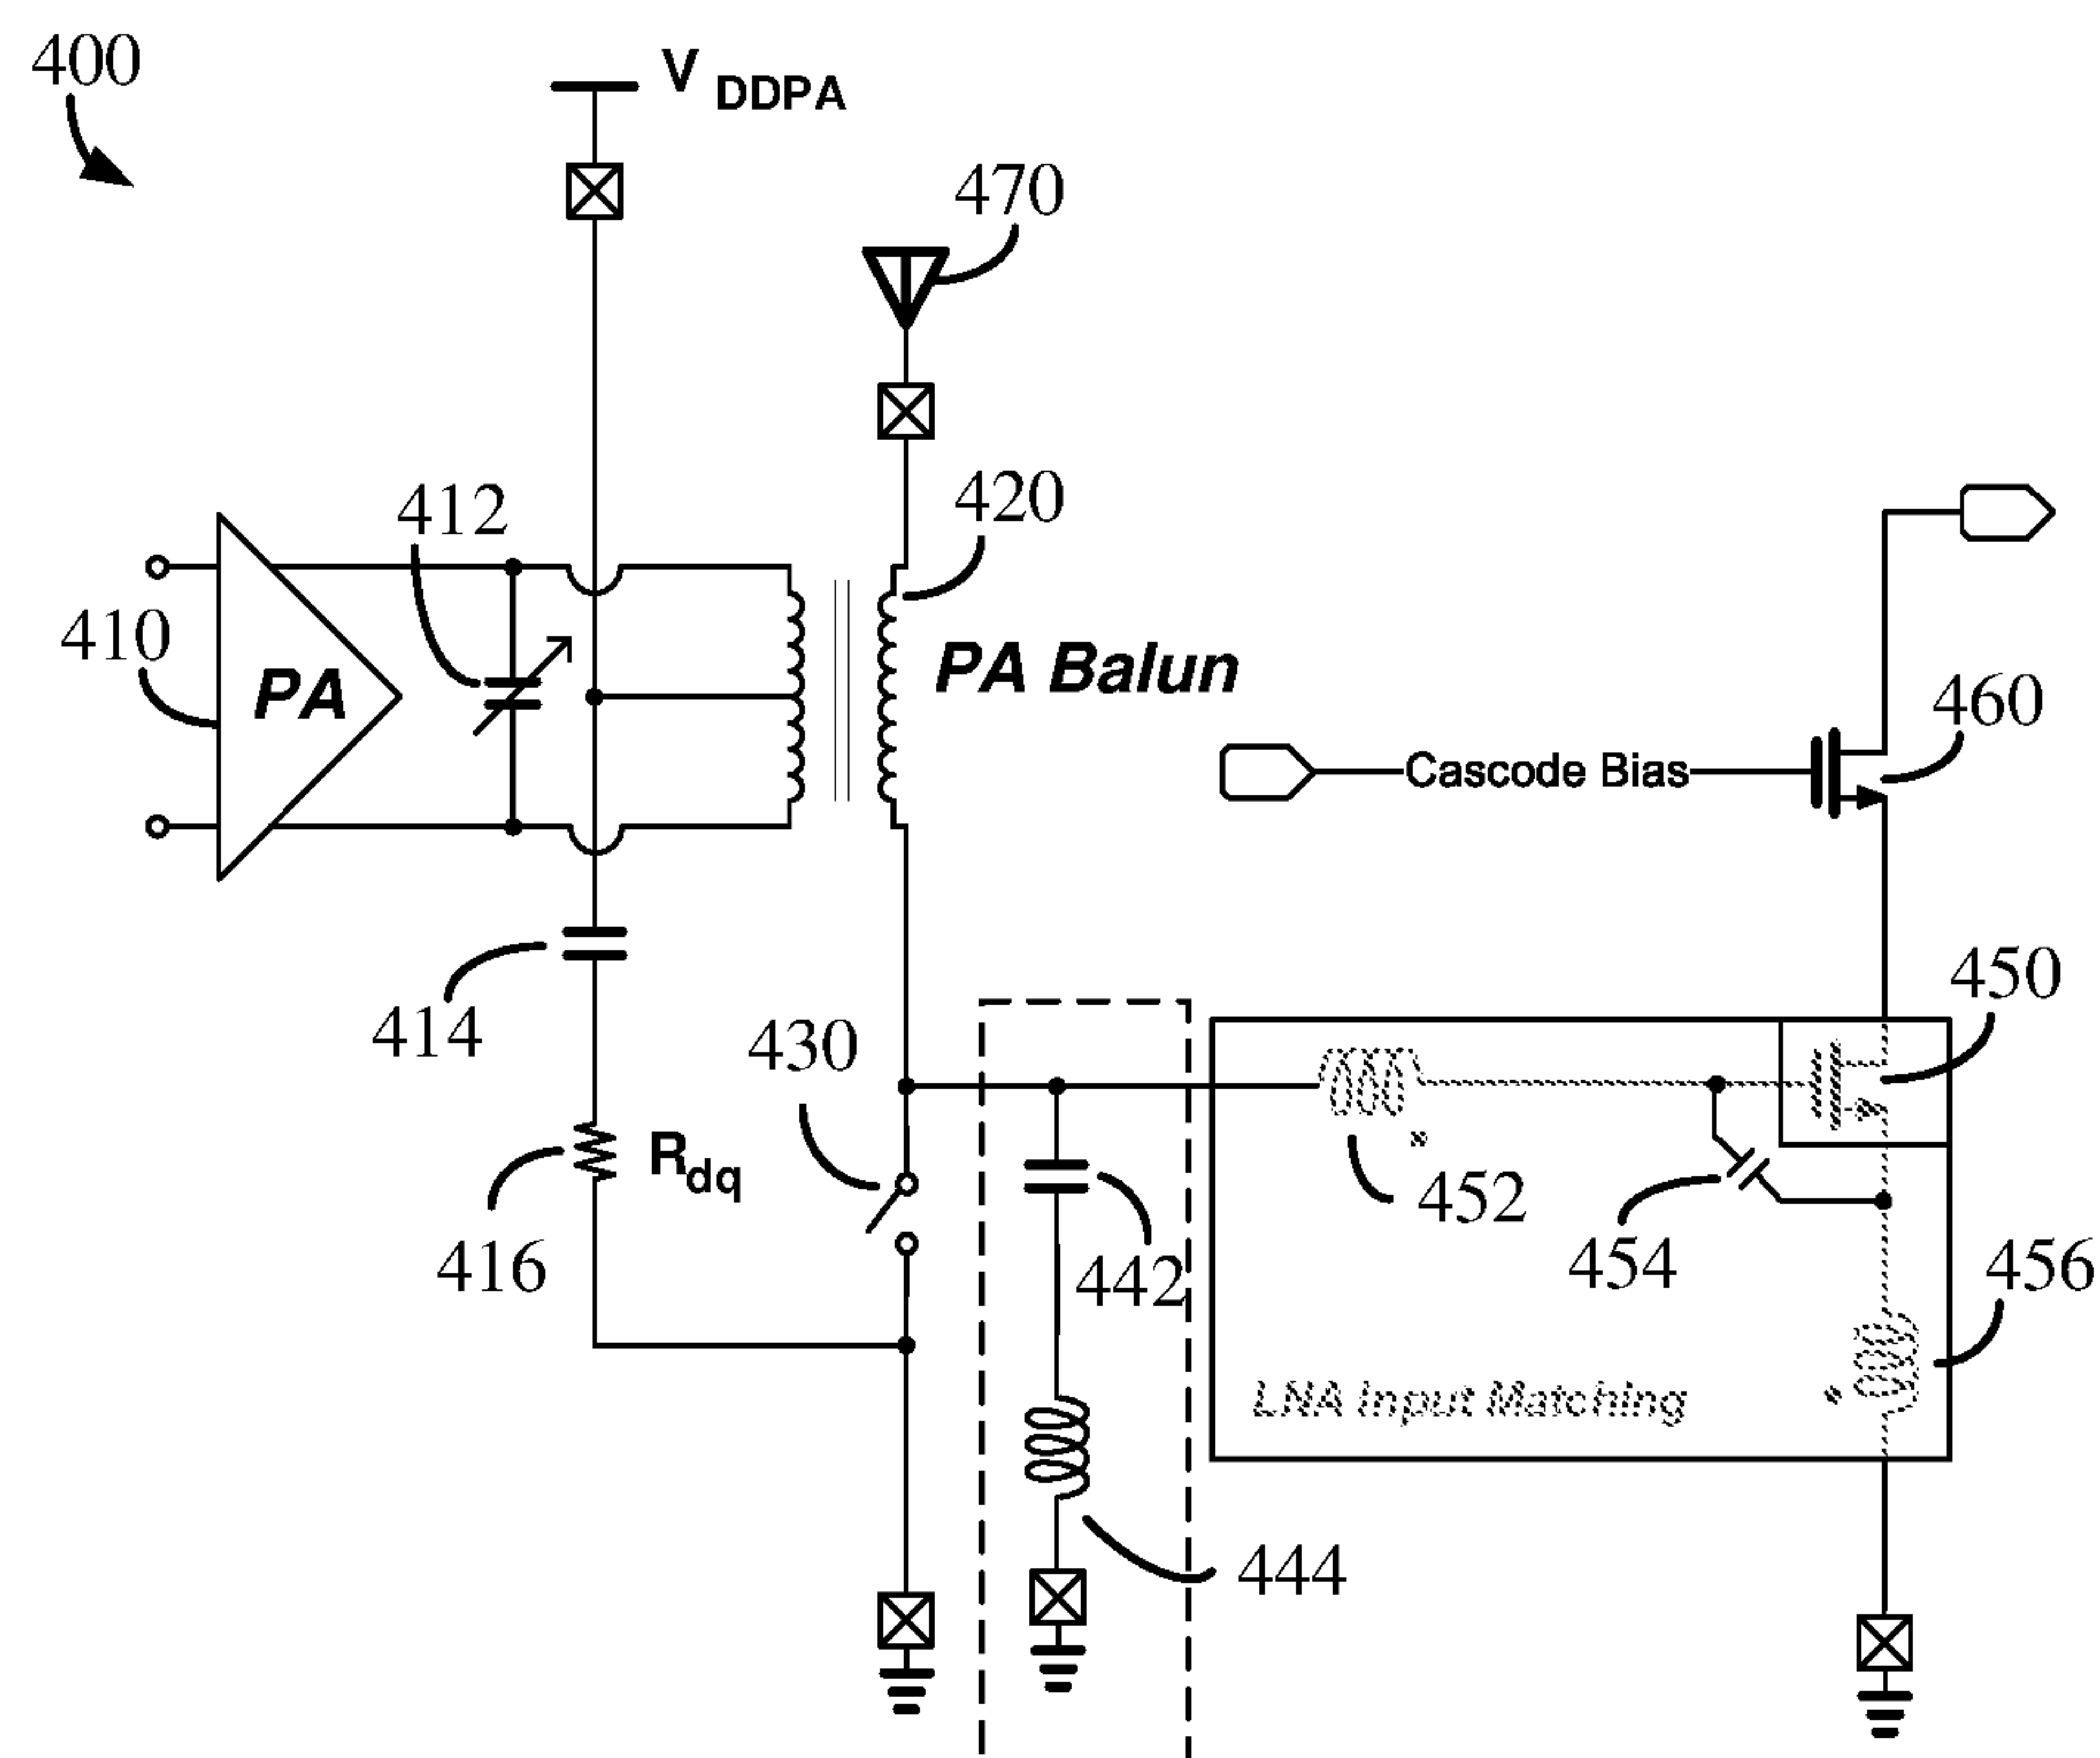 400
V DDPA
470
412
420
410
PA
PA Balun
460
Cascode Bias
414
430
450
416
Rdq
442
452
454
456
LNA Input Matching
444